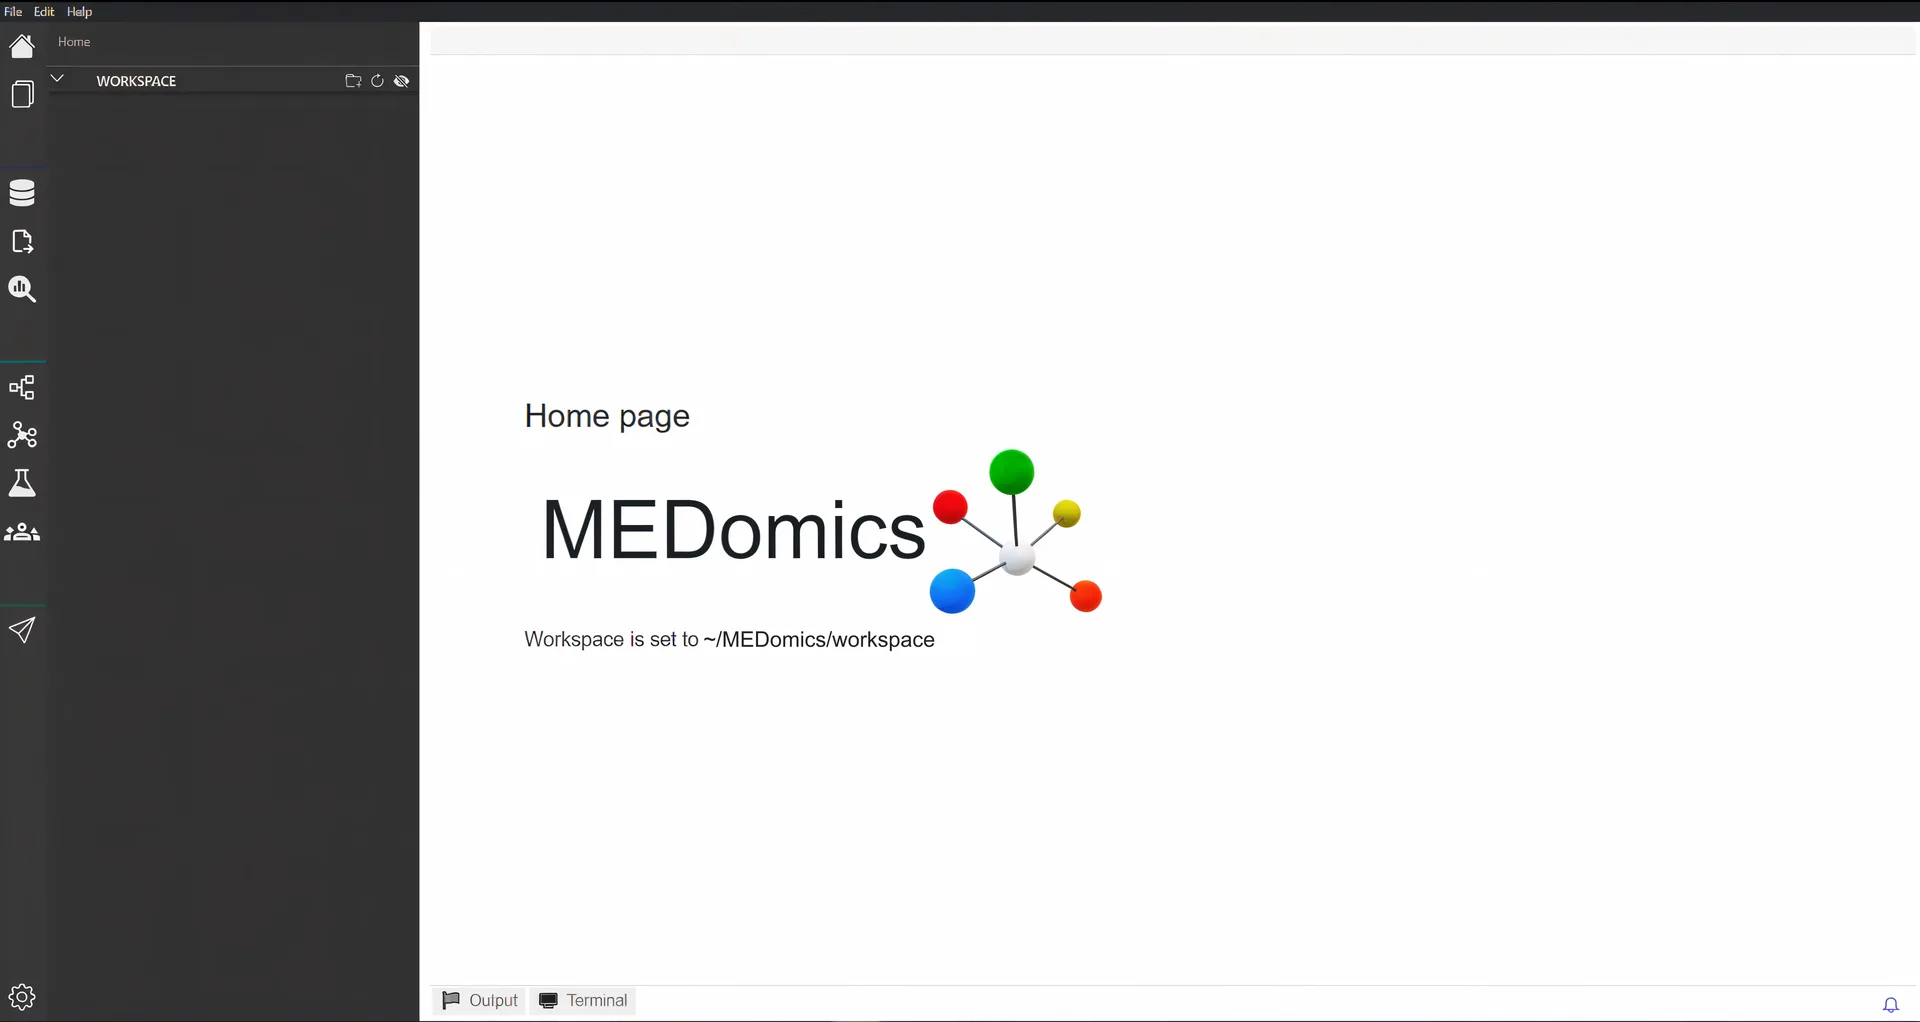 File Edit Help
Home
WORKSPACE
Home page
MEDomics
Workspace is set to ~/MEDomics/workspace
Output Terminal